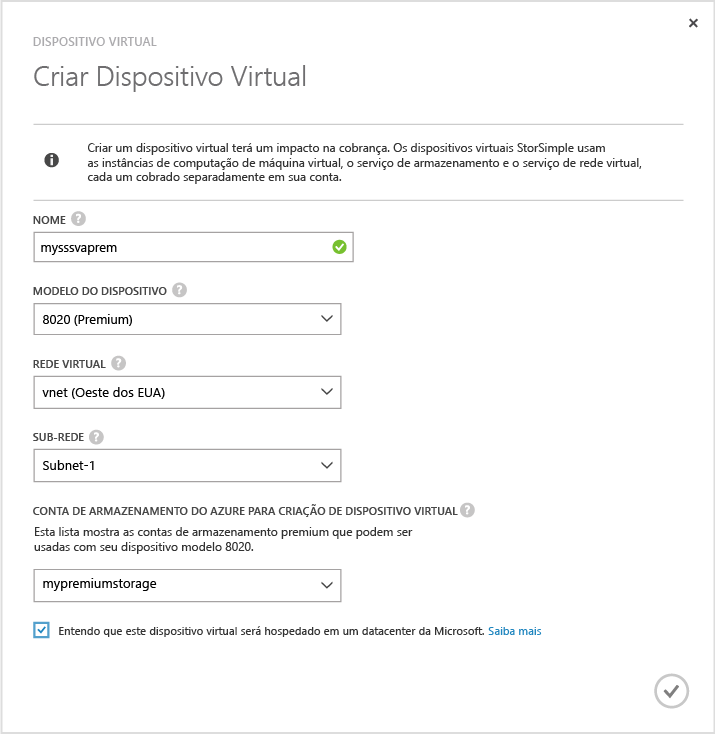 DISPOSITIVO VIRTUAL
Criar Dispositivo Virtual
Criar um dispositivo virtual terá um impacto na cobrança. Os dispositivos virtuais StorSimple usam
as instâncias de computação de máquina virtual, o serviço de armazenamento e o serviço de rede virtual,
cada um cobrado separadamente em sua conta.
NOME ?
mysssvaprem
MODELO DO DISPOSITIVO ?
8020 (Premium)
REDE VIRTUAL ?
vnet (Oeste dos EUA)
SUB-REDE ?
Subnet-1
CONTA DE ARMAZENAMENTO DO AZURE PARA CRIAÇÃO DE DISPOSITIVO VIRTUAL ?
Esta lista mostra as contas de armazenamento premium que podem ser
usadas com seu dispositivo modelo 8020.
mypremiumstorage
Entendo que este dispositivo virtual será hospedado em um datacenter da Microsoft. Saiba mais